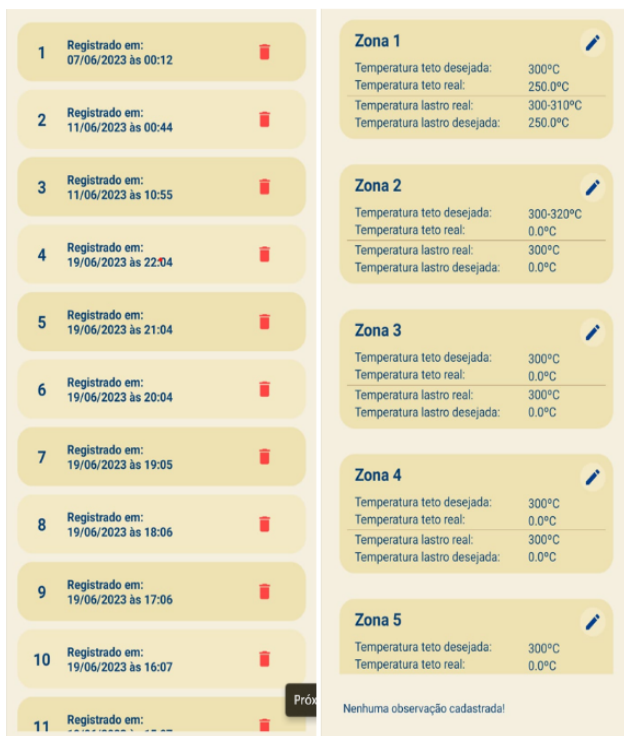 1
Registrado em:
07/06/2023 às 00:12
2
Registrado em:
11/06/2023 às 00:44
3
Registrado em:
11/06/2023 às 10:55
4
Registrado em:
19/06/2023 às 22:04
5
Registrado em:
19/06/2023 às 21:04
6
Registrado em:
19/06/2023 às 20:04
7
Registrado em:
19/06/2023 às 19:05
8
Registrado em:
19/06/2023 às 18:06
9
Registrado em:
19/06/2023 às 17:06
10
Registrado em:
19/06/2023 às 16:07
11
Registrado em:
Próx
Zona 1
Temperatura teto desejada: 300ºC
Temperatura teto real: 250.0ºC
Temperatura lastro real: 300-310ºC
Temperatura lastro desejada: 250.0ºC
Zona 2
Temperatura teto desejada: 300-320ºC
Temperatura teto real: 0.0ºC
Temperatura lastro real: 300ºC
Temperatura lastro desejada: 0.0ºC
Zona 3
Temperatura teto desejada: 300ºC
Temperatura teto real: 0.0ºC
Temperatura lastro real: 300ºC
Temperatura lastro desejada: 0.0ºC
Zona 4
Temperatura teto desejada: 300ºC
Temperatura teto real: 0.0ºC
Temperatura lastro real: 300ºC
Temperatura lastro desejada: 0.0ºC
Zona 5
Temperatura teto desejada: 300ºC
Temperatura teto real: 0.0ºC
Nenhuma observação cadastrada!